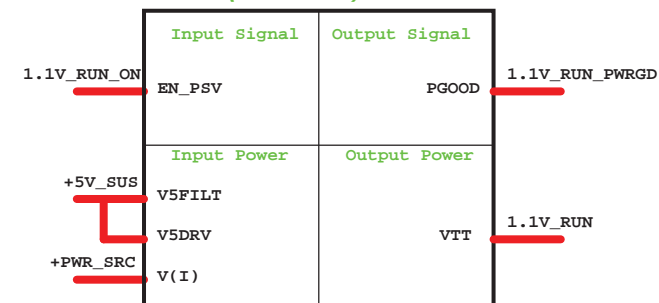 Input Signal Output Signal
1.1V_RUN_ON EN_PSV PGOOD 1.1V_RUN_PWRGD
Input Power Output Power
+5V_SUS V5FILT
V5DRV VTT 1.1V_RUN
+PWR_SRC V(I)